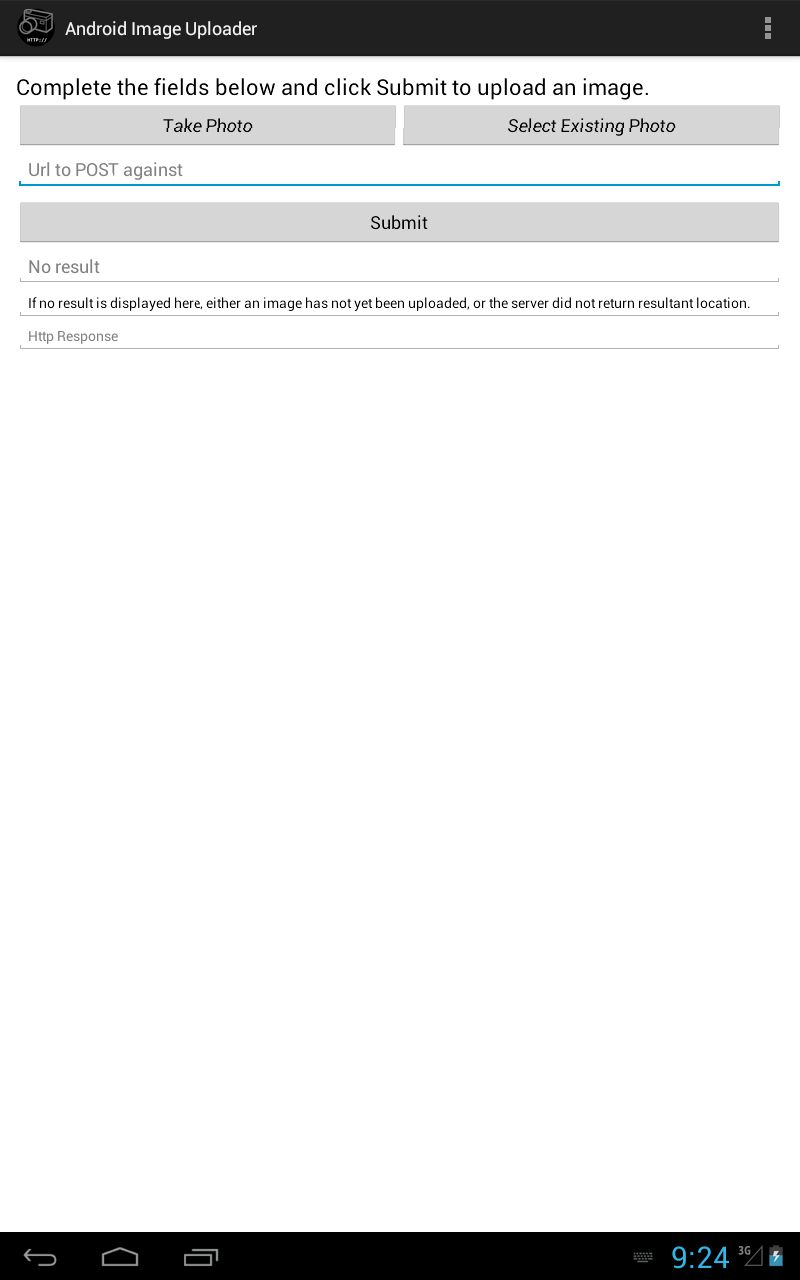 HTTP://
Android Image Uploader
Complete the fields below and click Submit to upload an image.
Take Photo
Select Existing Photo
Url to POST against
Submit
No result
If no result is displayed here, either an image has not yet been uploaded, or the server did not return resultant location.
Http Response
9:24
3G